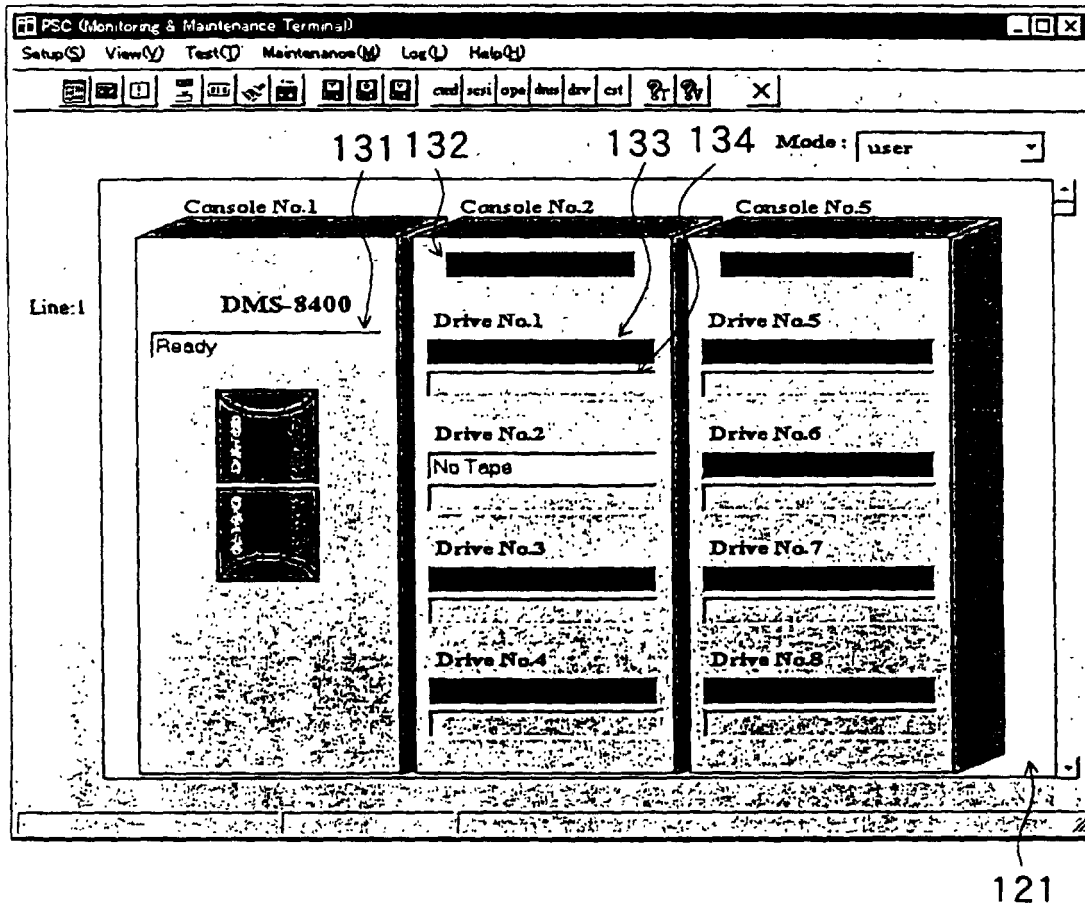 PSC (Monitoring & Maintenance Terminal)
Setup(S) View(V) Test(T) Maintenance(M) Log(L) Help(H)
cmd scsi ope dms drv cst
131 132 133 134 Mode: user
Console No.1 Console No.2 Console No.5
Line:1
DMS-8400
Ready
Drive No.1 Drive No.5
Drive No.2 Drive No.6
No Tape
Drive No.3 Drive No.7
Drive No.4 Drive No.8
121